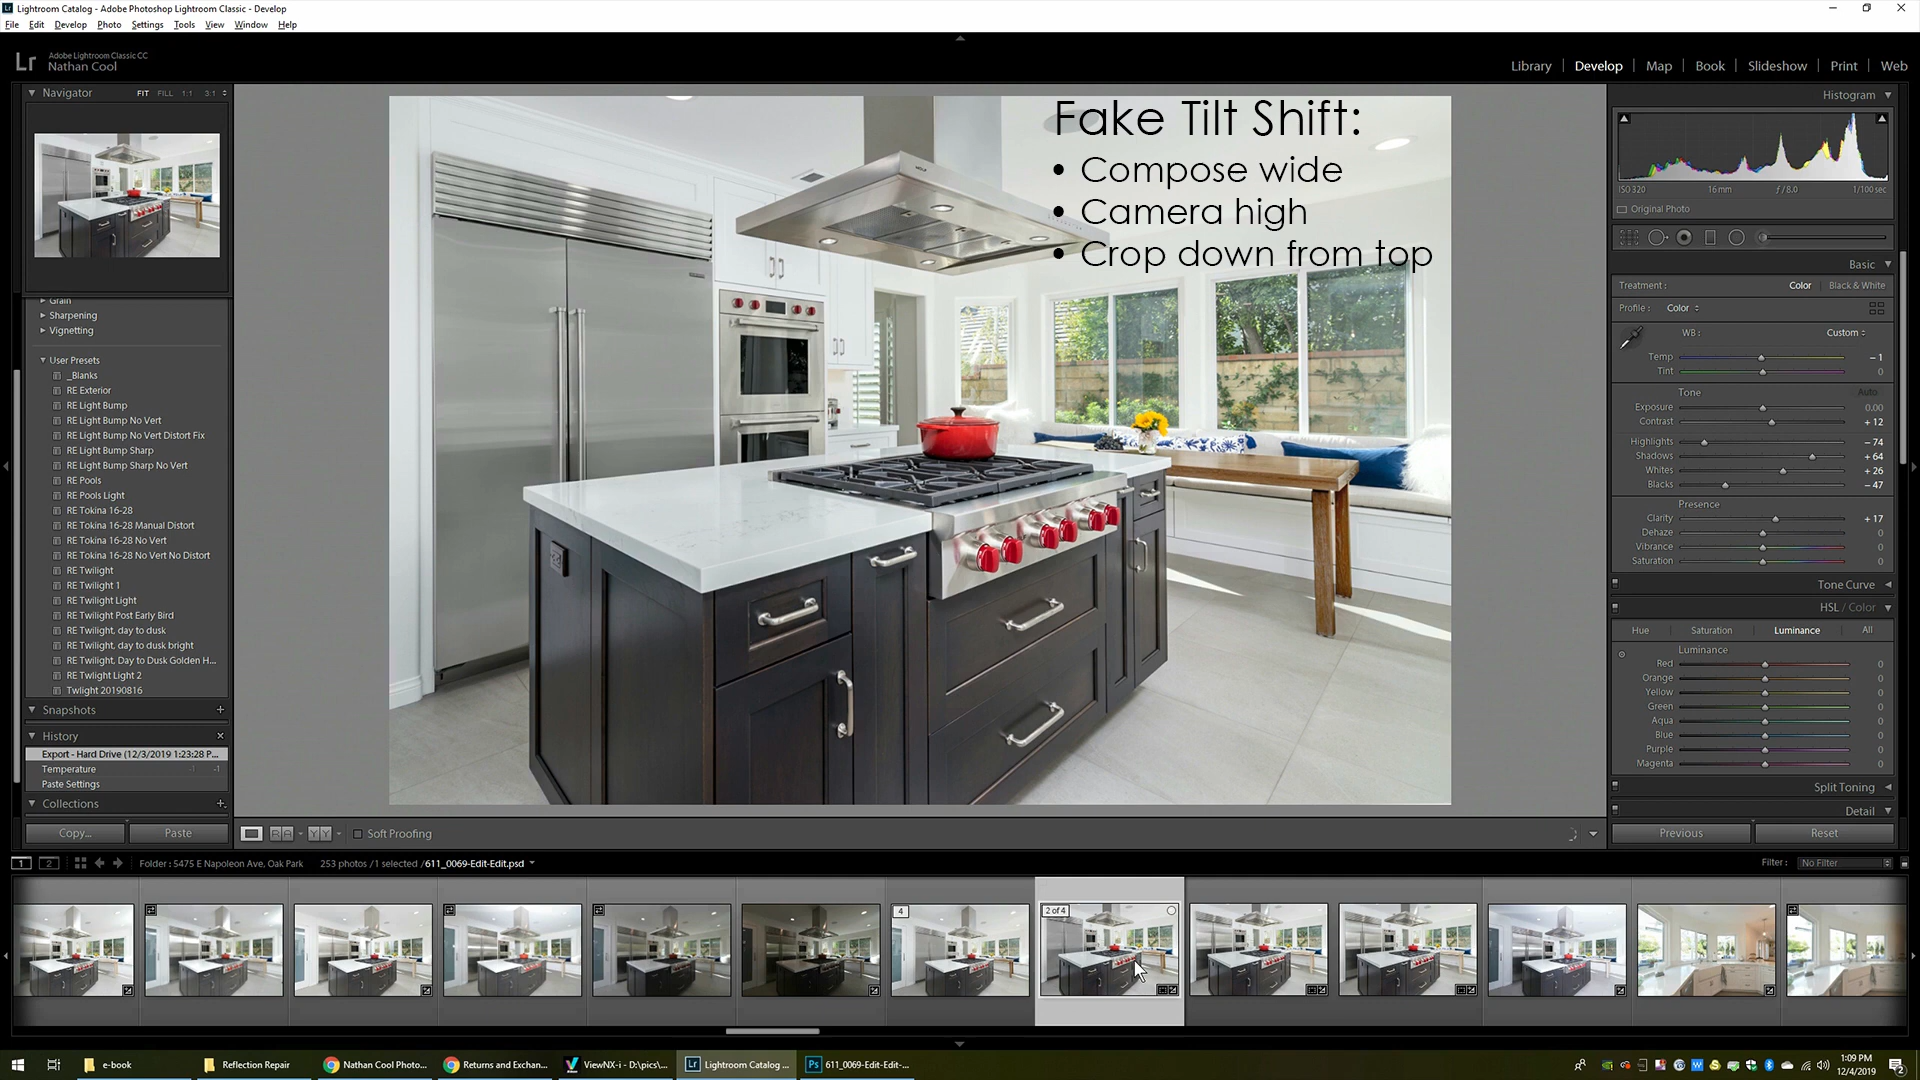 Lightroom Catalog - Adobe Photoshop Lightroom Classic - Develop
File Edit Develop Photo Settings Tools View Window Help
Lr Adobe Lightroom Classic CC
Nathan Cool
Library | Develop | Map | Book | Slideshow | Print | Web
Navigator FIT FILL 1:1 3:1
Grain
Sharpening
Vignetting
User Presets
_Blanks
RE Exterior
RE Light Bump
RE Light Bump No Vert
RE Light Bump No Vert Distort Fix
RE Light Bump Sharp
RE Light Bump Sharp No Vert
RE Pools
RE Pools Light
RE Tokina 16-28
RE Tokina 16-28 Manual Distort
RE Tokina 16-28 No Vert
RE Tokina 16-28 No Vert No Distort
RE Twilight
RE Twilight 1
RE Twilight Light
RE Twilight Post Early Bird
RE Twilight, day to dusk
RE Twilight, day to dusk bright
RE Twilight, Day to Dusk Golden H...
RE Twilight Light 2
Twlight 20190816
Snapshots +
History
Export - Hard Drive (12/3/2019 1:23:28 P...
Temperature -1 -1
Paste Settings
Collections +
Copy... Paste
Fake Tilt Shift:
• Compose wide
• Camera high
• Crop down from top
Soft Proofing
Histogram
ISO 320 16 mm ƒ / 8.0 1/100 sec
Original Photo
Basic
Treatment : Color Black & White
Profile : Color
WB : Custom
Temp - 1
Tint 0
Tone Auto
Exposure 0.00
Contrast + 12
Highlights - 74
Shadows + 64
Whites + 26
Blacks - 47
Presence
Clarity + 17
Dehaze 0
Vibrance 0
Saturation 0
Tone Curve
HSL / Color
Hue Saturation Luminance All
Luminance
Red 0
Orange 0
Yellow 0
Green 0
Aqua 0
Blue 0
Purple 0
Magenta 0
Split Toning
Detail
Previous Reset
1 2 Folder : 5475 E Napoleon Ave, Oak Park 253 photos / 1 selected / 611_0069-Edit-Edit.psd Filter : No Filter
4
2 of 4
e-book Reflection Repair Nathan Cool Photo... Returns and Exchan... ViewNX-i - D:\pics\... Lightroom Catalog ... 611_0069-Edit-Edit-...
1:09 PM
12/4/2019